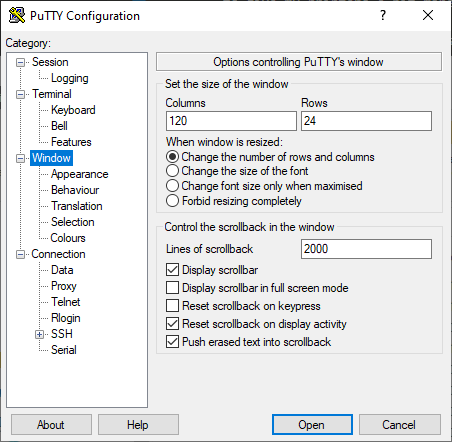 PuTTY Configuration
?
Category:
Session
Logging
Terminal
Keyboard
Bell
Features
Window
Appearance
Behaviour
Translation
Selection
Colours
Connection
Data
Proxy
Telnet
Rlogin
SSH
Serial
Options controlling PuTTY's window
Set the size of the window
Columns Rows
120 24
When window is resized:
Change the number of rows and columns
Change the size of the font
Change font size only when maximised
Forbid resizing completely
Control the scrollback in the window
Lines of scrollback 2000
Display scrollbar
Display scrollbar in full screen mode
Reset scrollback on keypress
Reset scrollback on display activity
Push erased text into scrollback
About Help Open Cancel